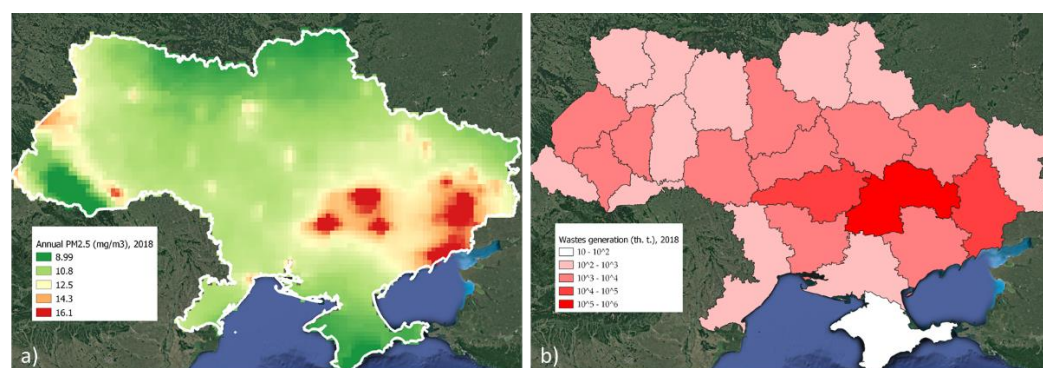 Annual PM2.5 (mg/m3), 2018
8.99
10.8
12.5
14.3
16.1
a)
Wastes generation (th. t.), 2018
10 - 10^2
10^2 - 10^3
10^3 - 10^4
10^4 - 10^5
10^5 - 10^6
b)